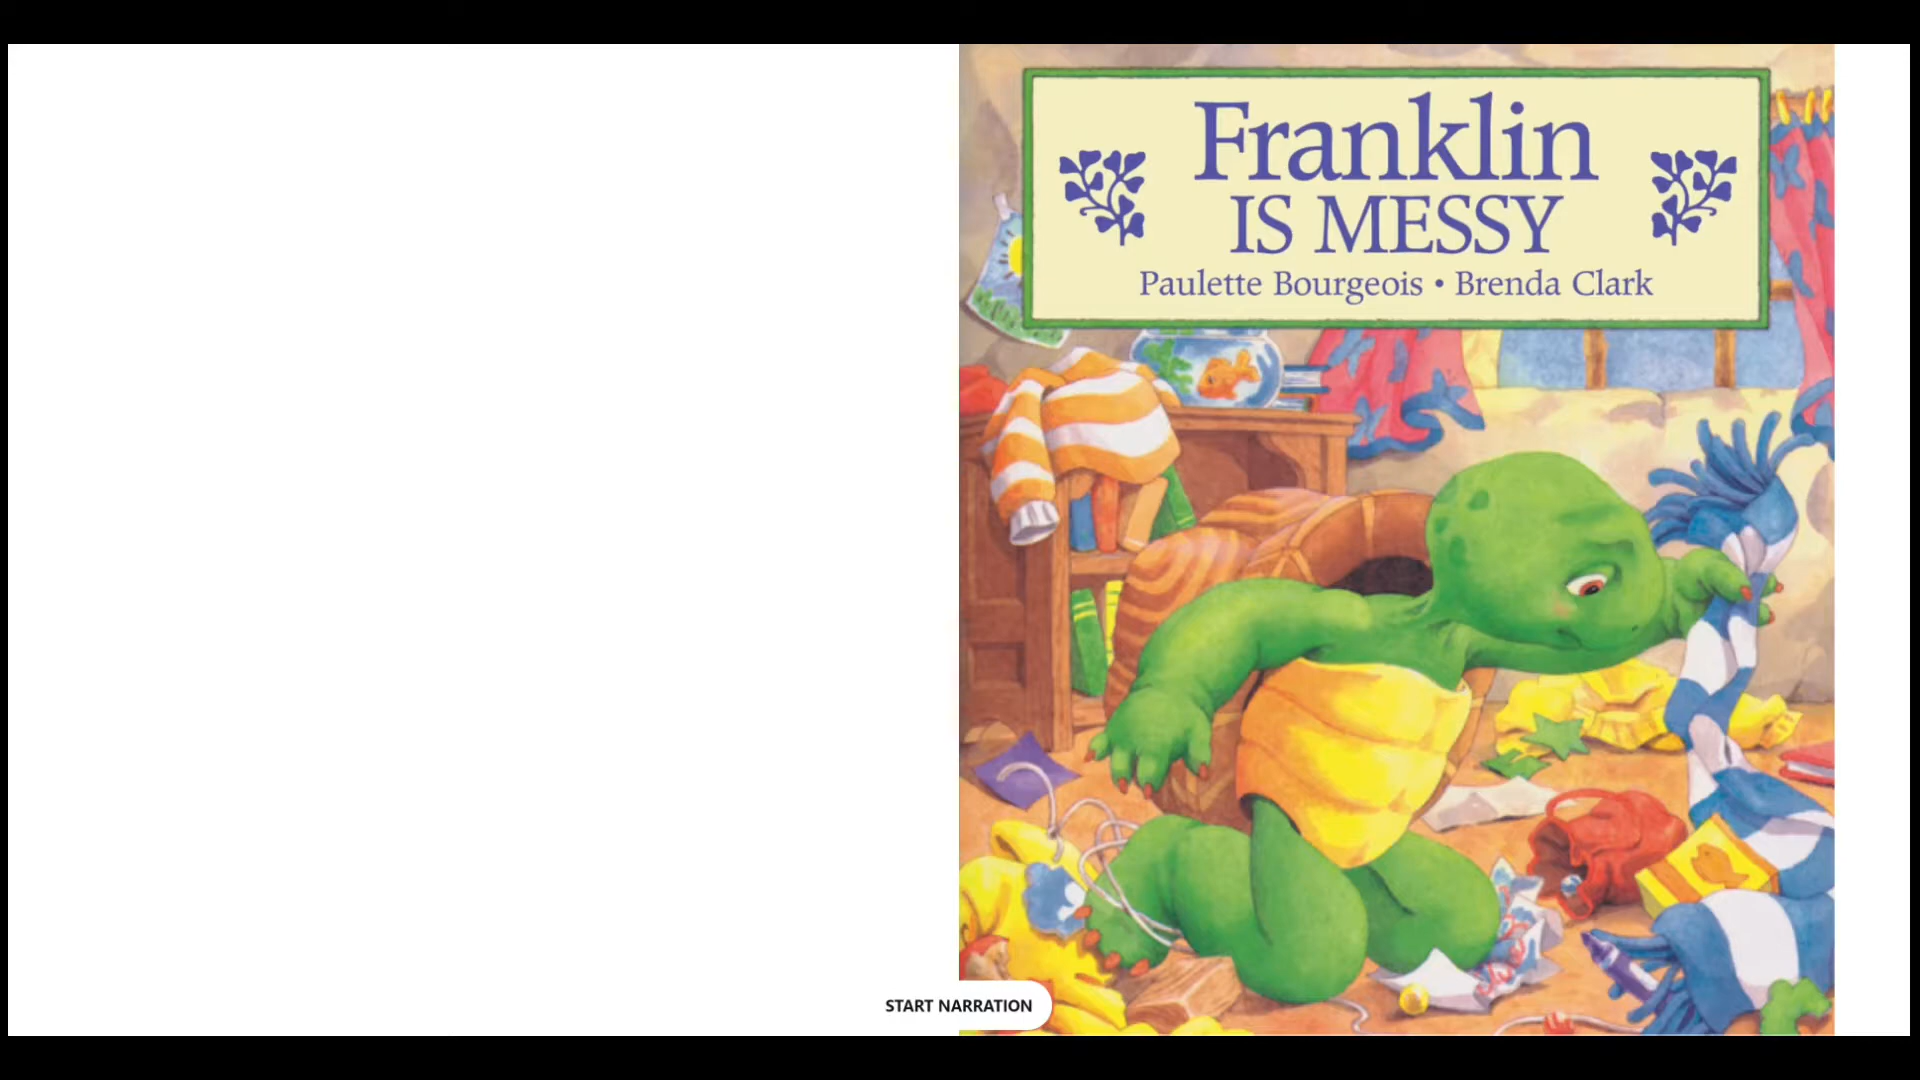 Franklin
IS MESSY
Paulette Bourgeois • Brenda Clark
START NARRATION